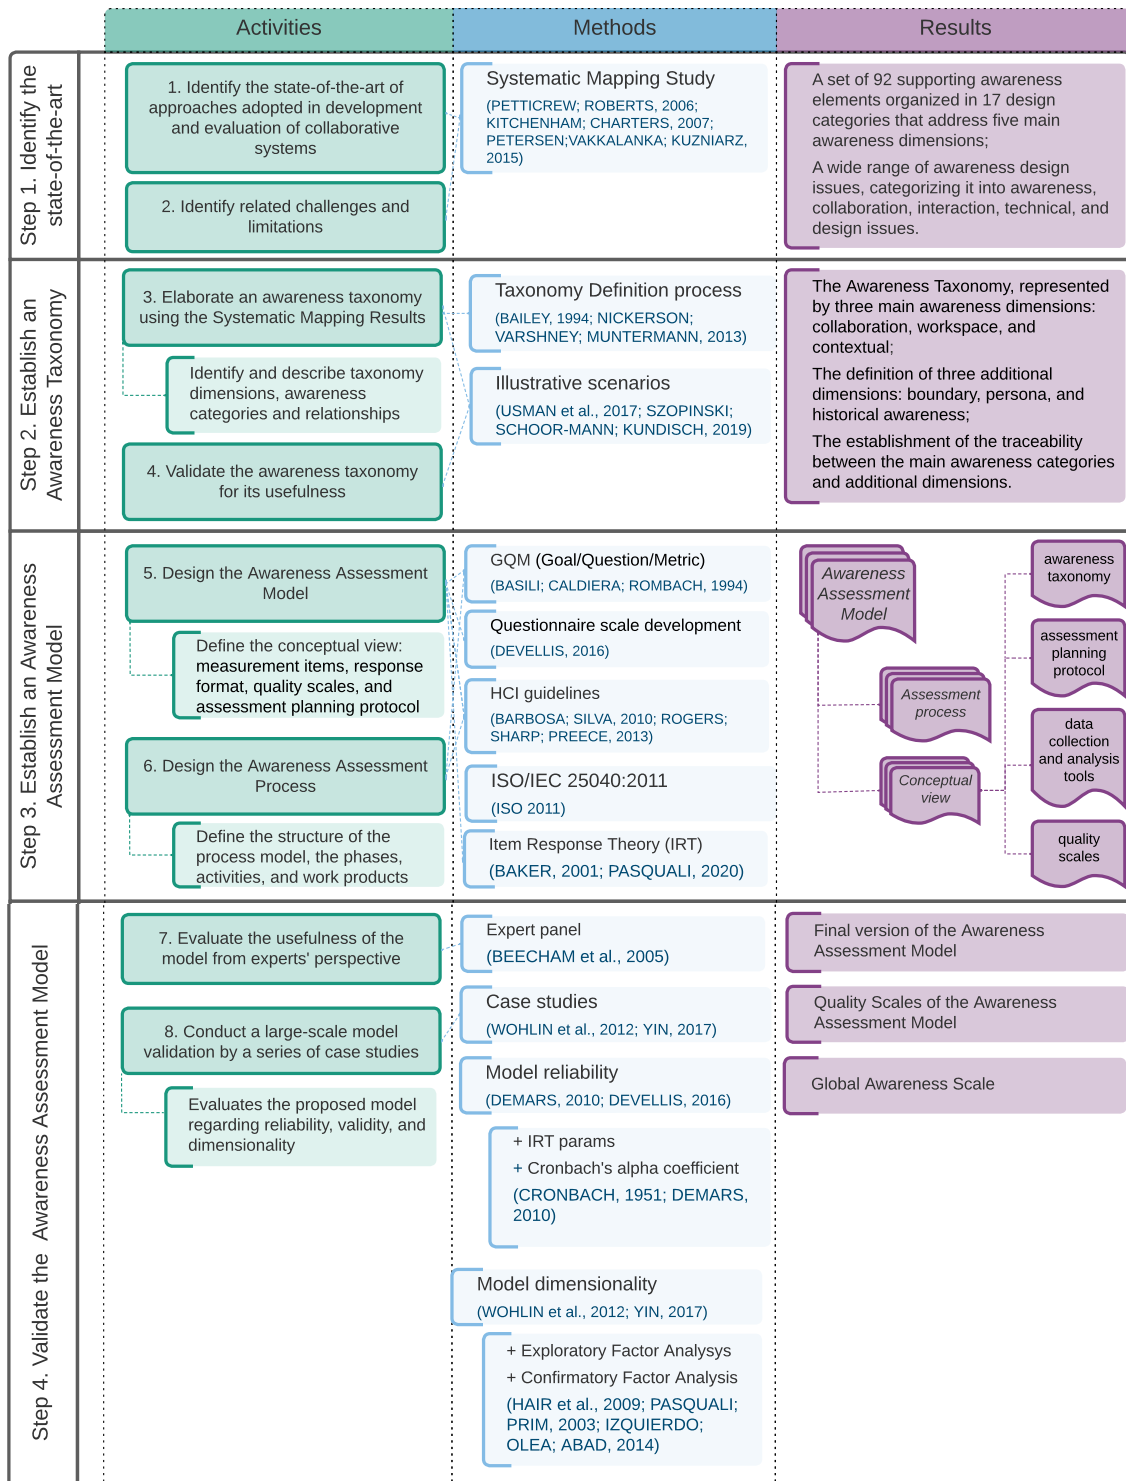 Activities
Methods
Results
Step 1. Identify the
state-of-the-art
1. Identify the state-of-the-art of
approaches adopted in development
and evaluation of collaborative
systems
2. Identify related challenges and
limitations
Systematic Mapping Study
(PETTICREW; ROBERTS, 2006;
KITCHENHAM; CHARTERS, 2007;
PETERSEN;VAKKALANKA; KUZNIARZ,
2015)
A set of 92 supporting awareness
elements organized in 17 design
categories that address five main
awareness dimensions;
A wide range of awareness design
issues, categorizing it into awareness,
collaboration, interaction, technical, and
design issues.
Step 2. Establish an
Awareness Taxonomy
3. Elaborate an awareness taxonomy
using the Systematic Mapping Results
Identify and describe taxonomy
dimensions, awareness
categories and relationships
4. Validate the awareness taxonomy
for its usefulness
Taxonomy Definition process
(BAILEY, 1994; NICKERSON;
VARSHNEY; MUNTERMANN, 2013)
Illustrative scenarios
(USMAN et al., 2017; SZOPINSKI;
SCHOOR-MANN; KUNDISCH, 2019)
The Awareness Taxonomy, represented
by three main awareness dimensions:
collaboration, workspace, and
contextual;
The definition of three additional
dimensions: boundary, persona, and
historical awareness;
The establishment of the traceability
between the main awareness categories
and additional dimensions.
Step 3. Establish an Awareness
Assessment Model
5. Design the Awareness Assessment
Model
Define the conceptual view:
measurement items, response
format, quality scales, and
assessment planning protocol
6. Design the Awareness Assessment
Process
Define the structure of the
process model, the phases,
activities, and work products
GQM (Goal/Question/Metric)
(BASILI; CALDIERA; ROMBACH, 1994)
Questionnaire scale development
(DEVELLIS, 2016)
HCI guidelines
(BARBOSA; SILVA, 2010; ROGERS;
SHARP; PREECE, 2013)
ISO/IEC 25040:2011
(ISO 2011)
Item Response Theory (IRT)
(BAKER, 2001; PASQUALI, 2020)
Awareness
Assessment
Model
Assessment
process
Conceptual
view
awareness
taxonomy
assessment
planning
protocol
data
collection
and analysis
tools
quality
scales
Step 4. Validate the Awareness Assessment Model
7. Evaluate the usefulness of the
model from experts' perspective
8. Conduct a large-scale model
validation by a series of case studies
Evaluates the proposed model
regarding reliability, validity, and
dimensionality
Expert panel
(BEECHAM et al., 2005)
Case studies
(WOHLIN et al., 2012; YIN, 2017)
Model reliability
(DEMARS, 2010; DEVELLIS, 2016)
+ IRT params
+ Cronbach's alpha coefficient
(CRONBACH, 1951; DEMARS,
2010)
Model dimensionality
(WOHLIN et al., 2012; YIN, 2017)
+ Exploratory Factor Analysys
+ Confirmatory Factor Analysis
(HAIR et al., 2009; PASQUALI;
PRIM, 2003; IZQUIERDO;
OLEA; ABAD, 2014)
Final version of the Awareness
Assessment Model
Quality Scales of the Awareness
Assessment Model
Global Awareness Scale